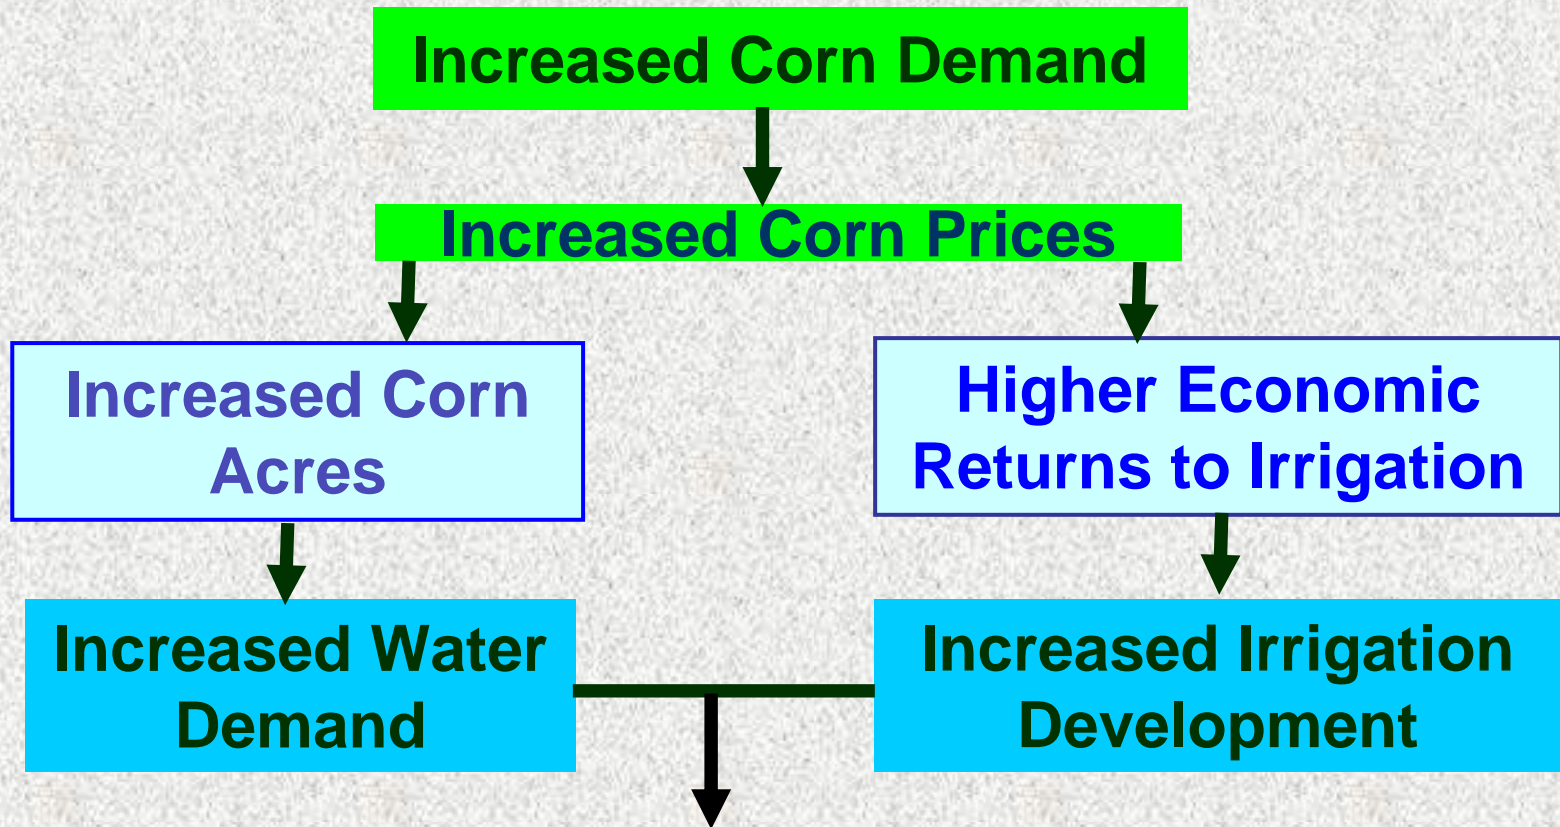 Increased Corn Demand
Increased Corn Prices
Increased Corn
Acres
Higher Economic
Returns to Irrigation
Increased Water
Demand
Increased Irrigation
Development